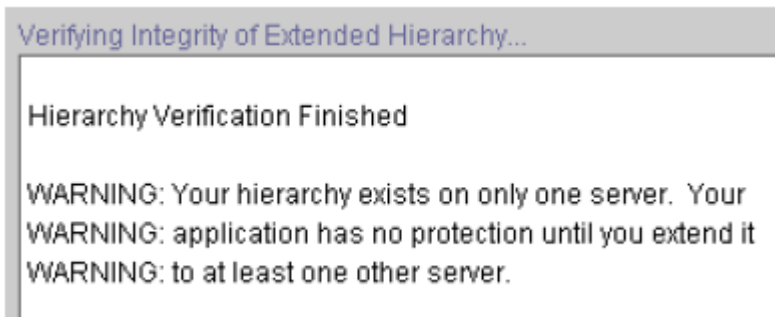 Verifying Integrity of Extended Hierarchy...
Hierarchy Verification Finished
WARNING: Your hierarchy exists on only one server.  Your
WARNING: application has no protection until you extend it
WARNING: to at least one other server.